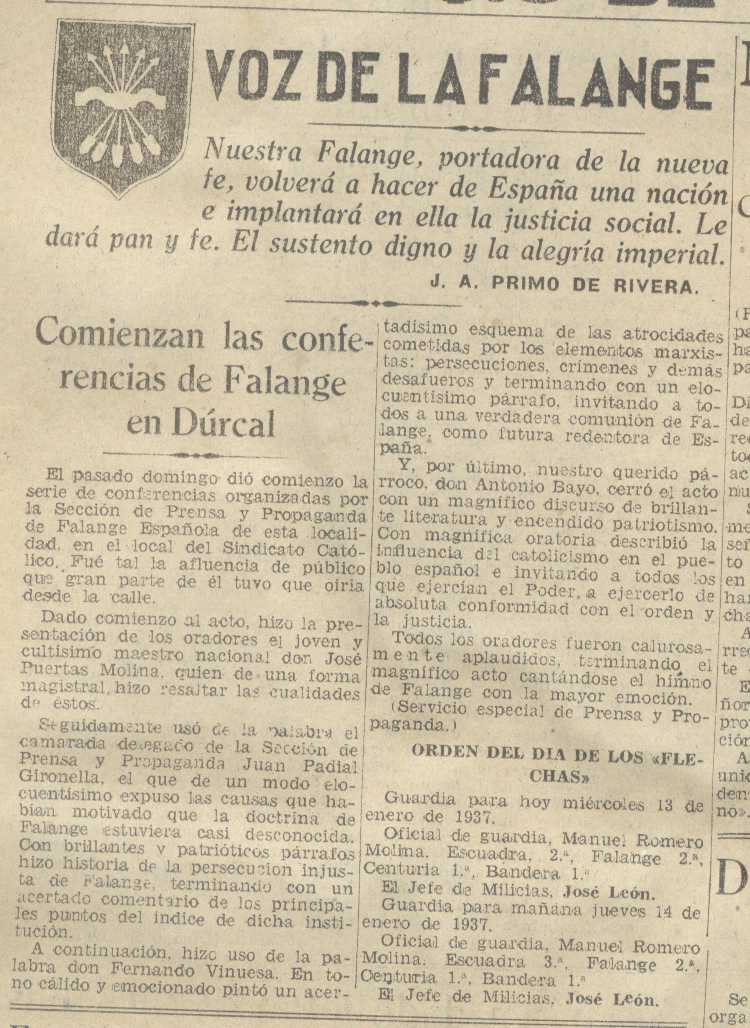 VOZ DE LA FALANGE
Nuestra Falange, portadora de la nueva
fe, volverá a hacer de España una nación
e implantará en ella la justicia social. Le
dará pan y fe. El sustento digno y la alegría imperial.
J. A. PRIMO DE RIVERA.
Comienzan las confe-
rencias de Falange
en Dúrcal
El pasado domingo dió comienzo la
serie de conferencias organizadas por
la Sección de Prensa y Propaganda
de Falange Española de esta locali-
dad, en el local del Sindicato Cató-
lico. Fué tal la afluencia de público
que gran parte de él tuvo que oiria
desde la calle.
Dado comienzo al acto, hizo la pre-
sentación de los oradores el joven y
cultísimo maestro nacional don José
Puertas Molina, quien de una forma
magistral, hizo resaltar las cualidades
de éstos.
Seguidamente usó de la palabra el
camarada delegado de la Sección de
Prensa y Propaganda Juan Padial
Gironella, el que de un modo elo-
cuentísimo expuso las causas que ha-
bían motivado que la doctrina de
Falange estuviera casi desconocida.
Con brillantes y patrióticos párrafos
hizo historia de la persecucion injus-
ta de Falange, terminando con un
acertado comentario de los principa-
les puntos del índice de dicha insti-
tución.
A continuación, hizo uso de la pa-
labra don Fernando Vinuesa. En to-
no cálido y emocionado pintó un acer-
tadísimo esquema de las atrocidades
cometidas por los elementos marxis-
tas: persecuciones, crímenes y demás
desafueros y terminando con un elo-
cuentísimo párrafo, invitando a to-
dos a una verdadera comunión de Fa-
lange, como futura redentora de Es-
paña.
Y, por último, nuestro querido pá-
rroco, don Antonio Bayo, cerró el acto
con un magnífico discurso de brillan-
te literatura y encendido patriotismo.
Con magnífica oratoria describió la
influencia del catolicismo en el pue-
blo español e invitando a todos los
que ejercían el Poder, a ejercerlo de
absoluta conformidad con el orden y
la justicia.
Todos los oradores fueron calurosa-
mente aplaudidos, terminando el
magnífico acto cantándose el himno
de Falange con la mayor emoción.
(Servicio especial de Prensa y Pro-
paganda.)
ORDEN DEL DIA DE LOS «FLE-
CHAS»
Guardia para hoy miércoles 13 de
enero de 1937.
Oficial de guardia, Manuel Romero
Molina. Escuadra, 2.ª, Falange 2.ª,
Centuria 1.ª, Bandera 1.ª
El Jefe de Milicias, José León.
Guardia para mañana jueves 14 de
enero de 1937.
Oficial de guardia, Manuel Romero
Molina. Escuadra 3.ª, Falange 2.ª,
Centuria 1.ª, Bandera 1.ª
El Jefe de Milicias, José León.